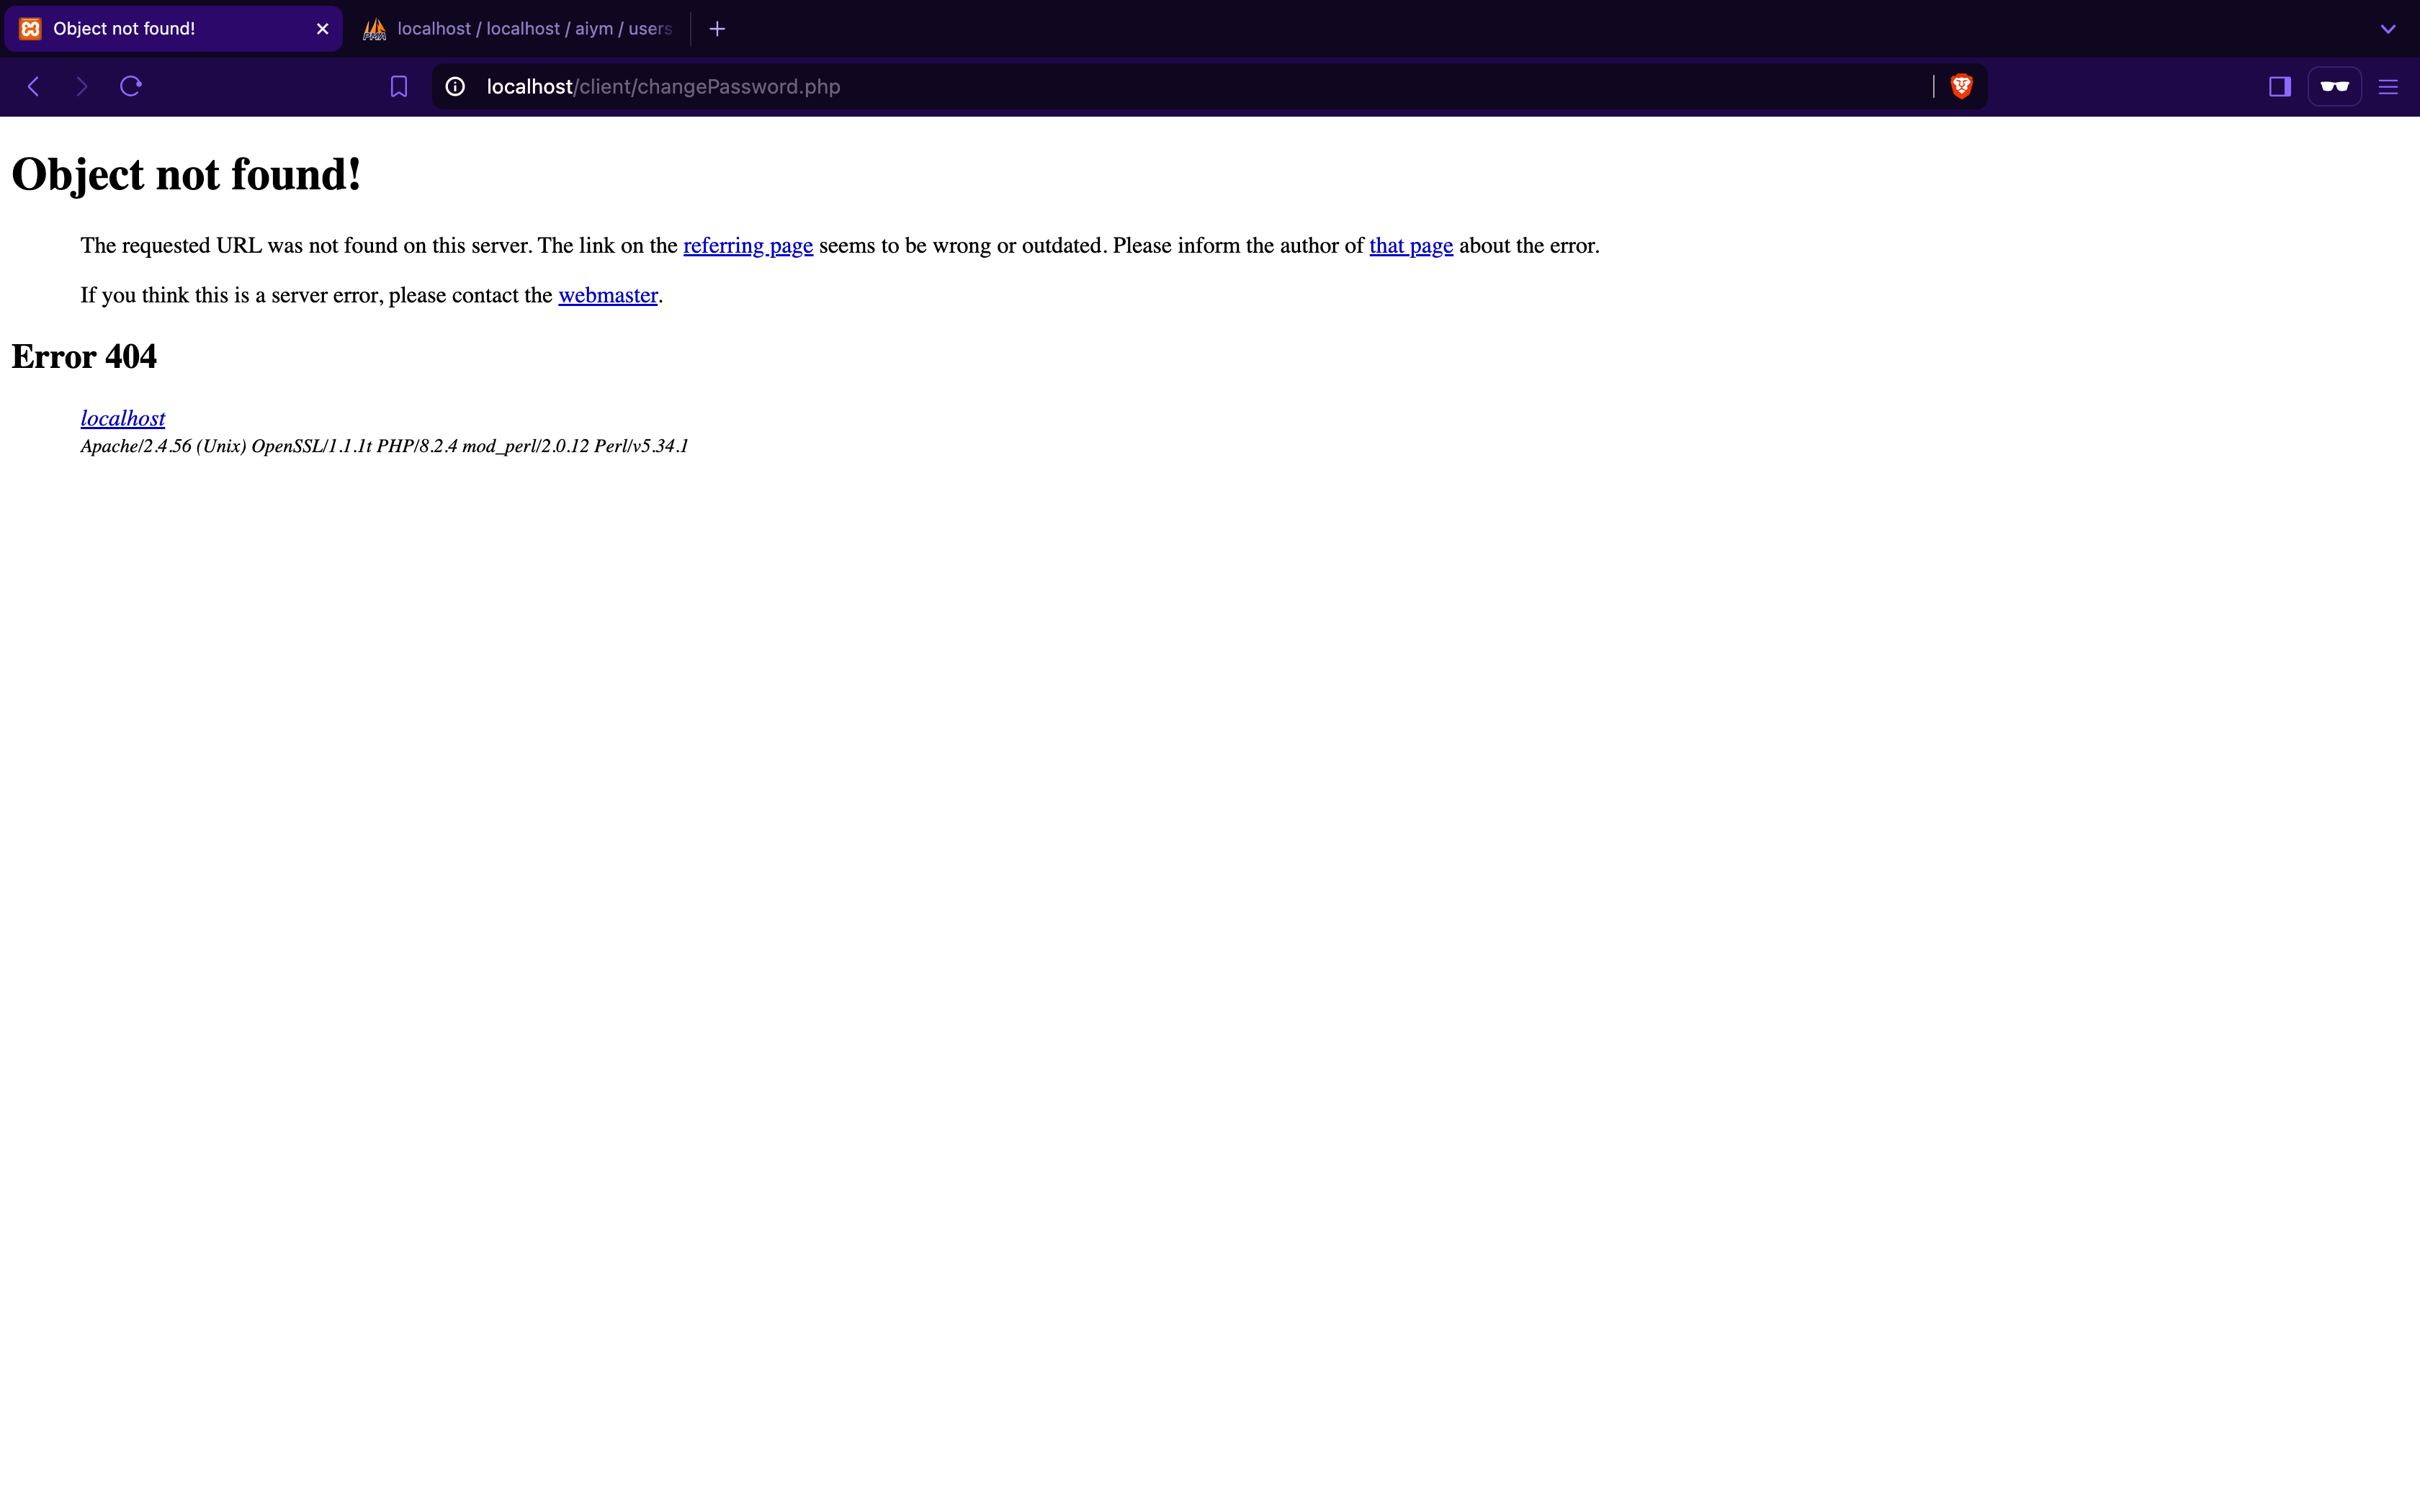 Object not found!
localhost / localhost / aiym / users
localhost/client/changePassword.php
Object not found!
The requested URL was not found on this server. The link on the referring page seems to be wrong or outdated. Please inform the author of that page about the error.
If you think this is a server error, please contact the webmaster.
Error 404
localhost
Apache/2.4.56 (Unix) OpenSSL/1.1.1t PHP/8.2.4 mod_perl/2.0.12 Perl/v5.34.1